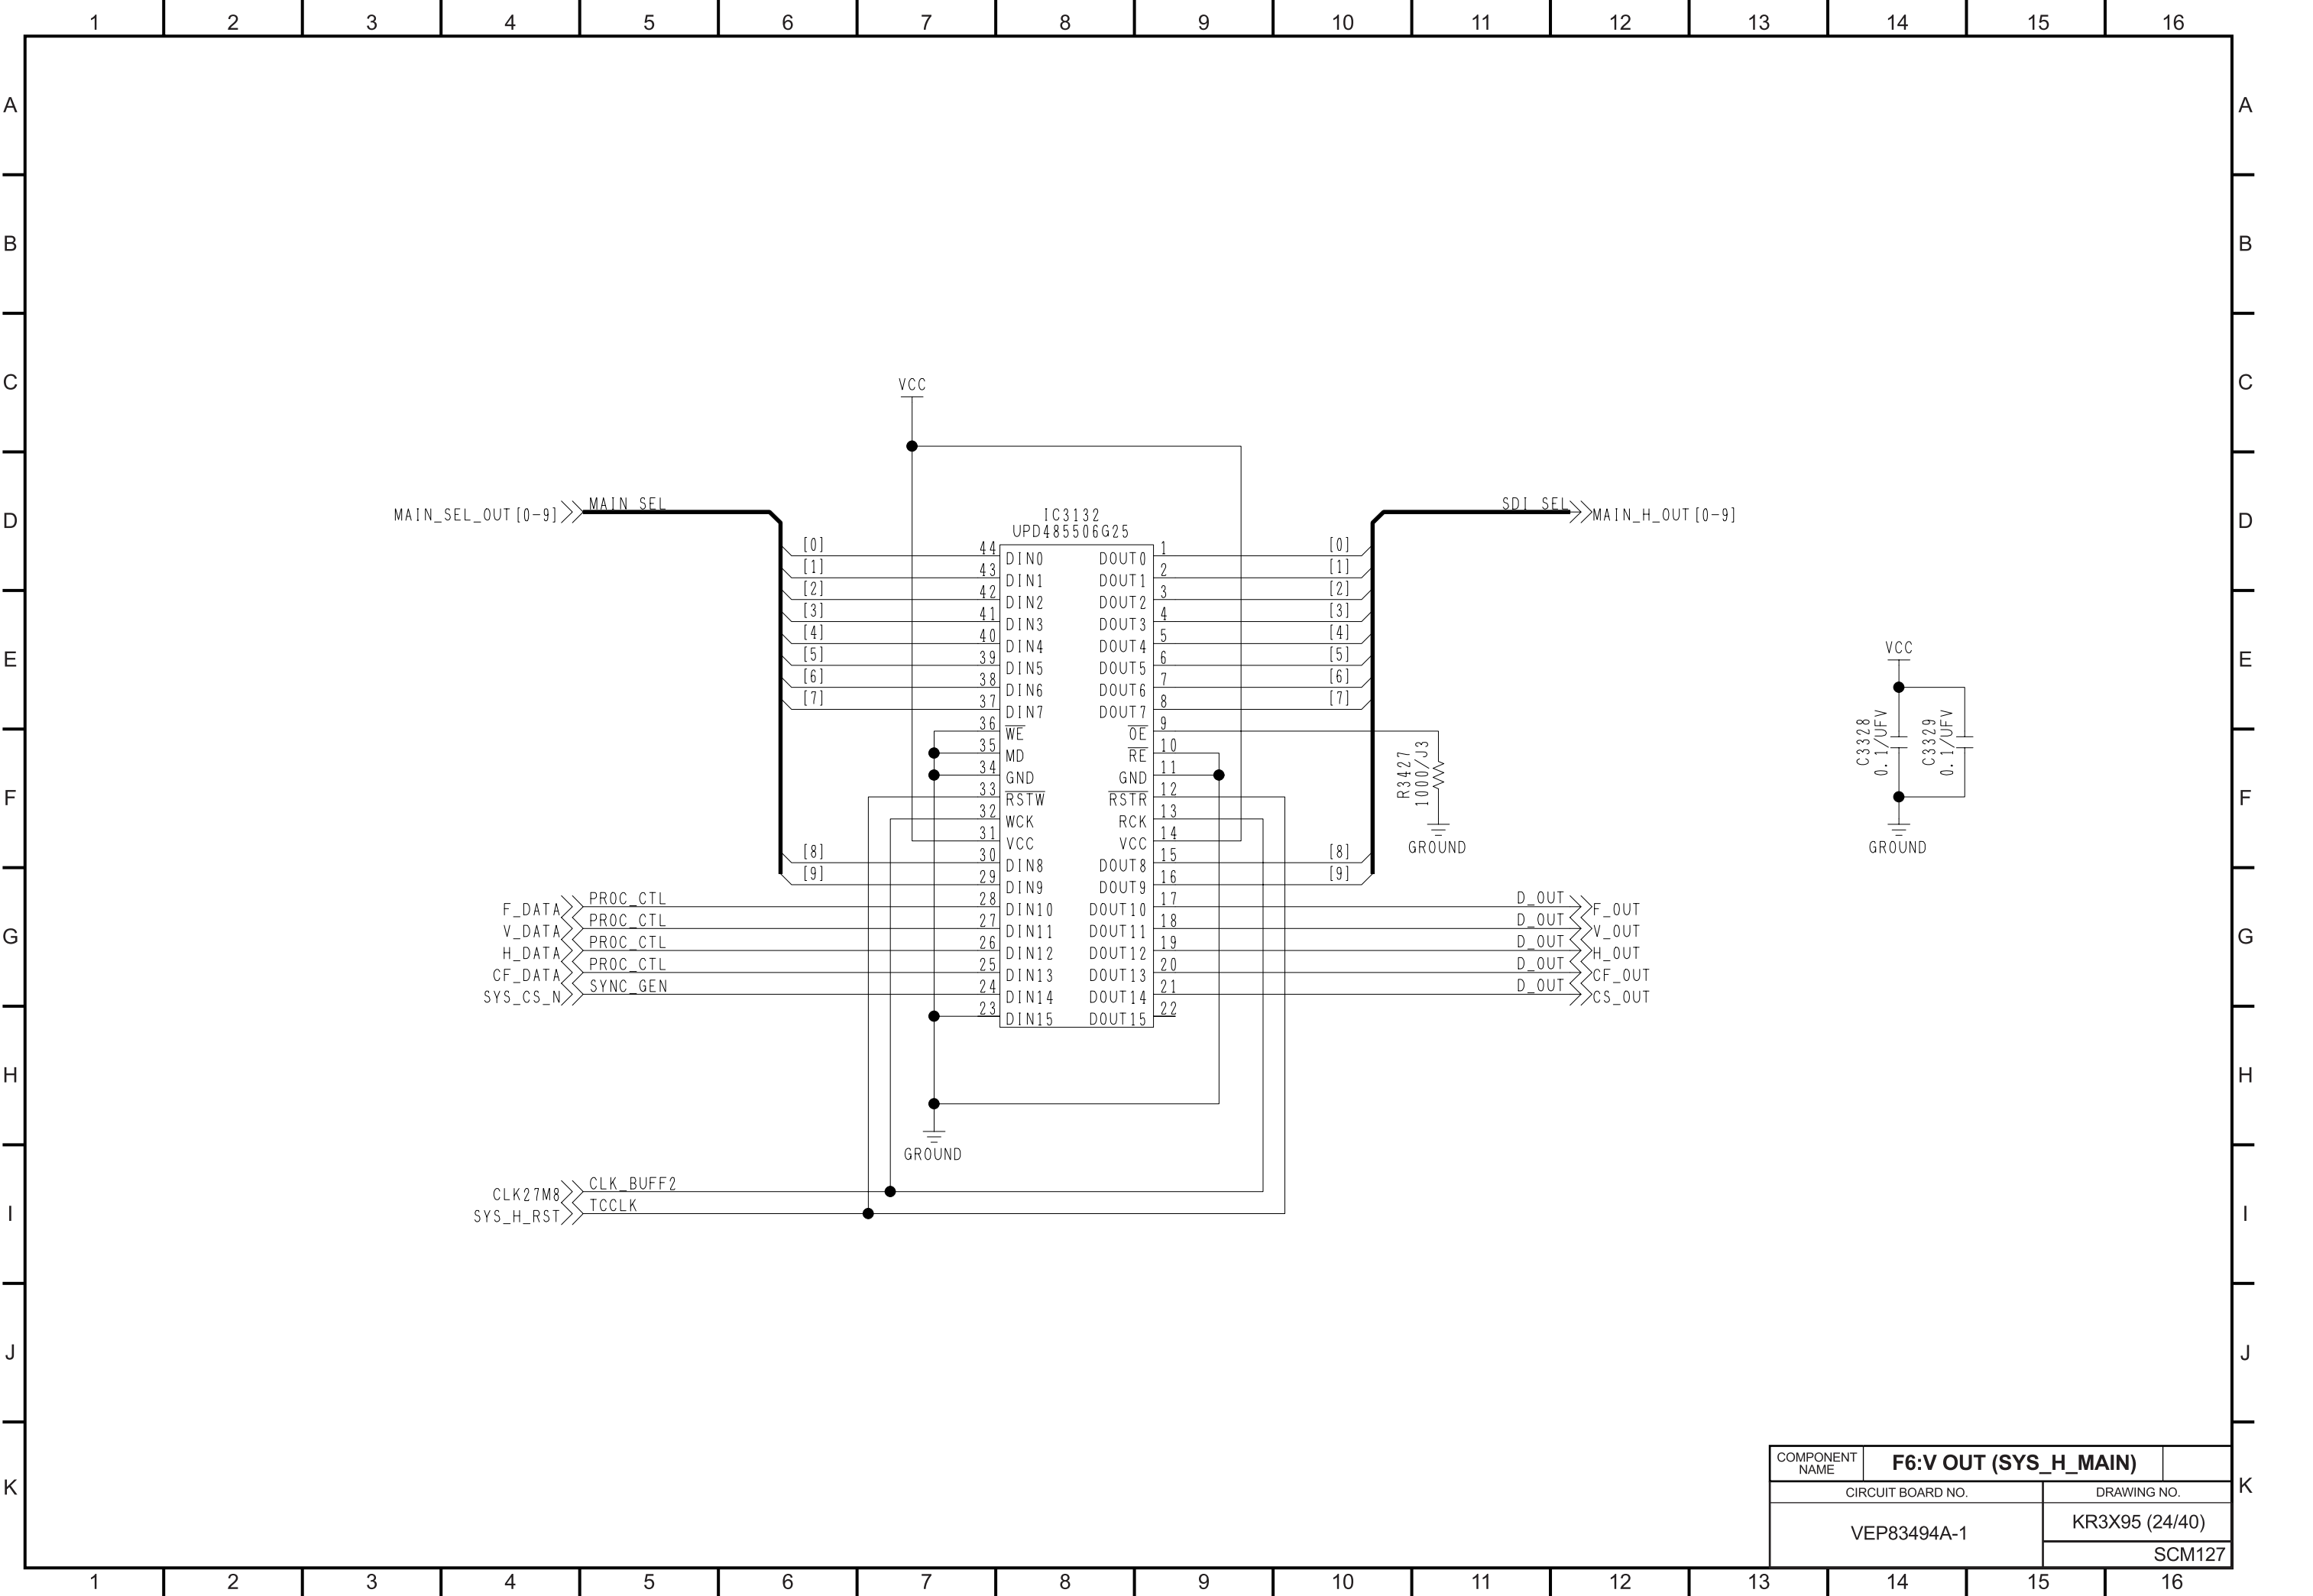 1 2 3 4 5 6 7 8 9 10 11 12 13 14 15 16
A A
B B
C C
D D
E E
F F
G G
H H
I I
J J
K K
VCC
MAIN_SEL_OUT[0-9] MAIN_SEL
SDI_SEL MAIN_H_OUT[0-9]
IC3132
UPD485506G25
[0] 44 DIN0 DOUT0 1 [0]
[1] 43 DIN1 DOUT1 2 [1]
[2] 42 DIN2 DOUT2 3 [2]
[3] 41 DIN3 DOUT3 4 [3]
[4] 40 DIN4 DOUT4 5 [4]
[5] 39 DIN5 DOUT5 6 [5]
[6] 38 DIN6 DOUT6 7 [6]
[7] 37 DIN7 DOUT7 8 [7]
36 WE OE 9
35 MD RE 10
34 GND GND 11
33 RSTW RSTR 12
32 WCK RCK 13
31 VCC VCC 14
[8] 30 DIN8 DOUT8 15 [8]
[9] 29 DIN9 DOUT9 16 [9]
F_DATA PROC_CTL 28 DIN10 DOUT10 17 D_OUT F_OUT
V_DATA PROC_CTL 27 DIN11 DOUT11 18 D_OUT V_OUT
H_DATA PROC_CTL 26 DIN12 DOUT12 19 D_OUT H_OUT
CF_DATA PROC_CTL 25 DIN13 DOUT13 20 D_OUT CF_OUT
SYS_CS_N SYNC_GEN 24 DIN14 DOUT14 21 D_OUT CS_OUT
23 DIN15 DOUT15 22
R3427
1000/J3
GROUND
VCC
C3328
0.1/UFV
C3329
0.1/UFV
GROUND
GROUND
CLK27M8 CLK_BUFF2
SYS_H_RST TCCLK
COMPONENT NAME
F6:V OUT (SYS_H_MAIN)
CIRCUIT BOARD NO.
DRAWING NO.
VEP83494A-1
KR3X95 (24/40)
SCM127
1 2 3 4 5 6 7 8 9 10 11 12 13 14 15 16